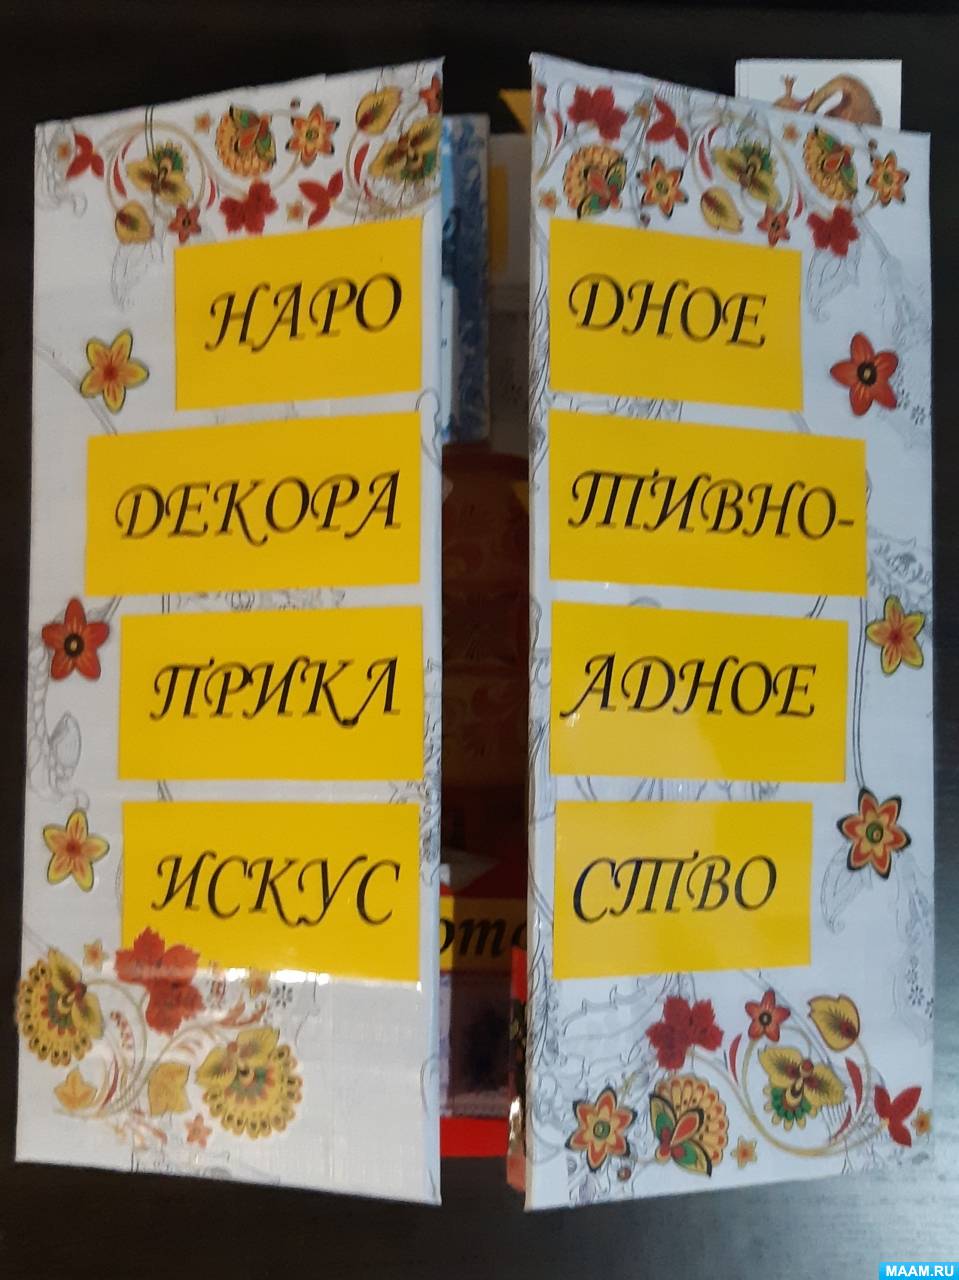 НАРО ДНОЕ
ДЕКОРА ТИВНО-
ПРИКЛ АДНОЕ
ИСКУС СТВО
MAAM.RU